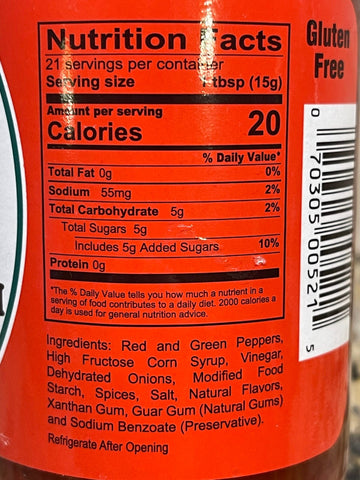 Nutrition Facts
21 servings per container
Serving size 1 tbsp (15g)
Amount per serving
Calories 20
% Daily Value*
Total Fat 0g 0%
Sodium 55mg 2%
Total Carbohydrate 5g 2%
Total Sugars 5g
Includes 5g Added Sugars 10%
Protein 0g
*The % Daily Value tells you how much a nutrient in a
serving of food contributes to a daily diet. 2000 calories a
day is used for general nutrition advice.
Ingredients: Red and Green Peppers,
High Fructose Corn Syrup, Vinegar,
Dehydrated Onions, Modified Food
Starch, Spices, Salt, Natural Flavors,
Xanthan Gum, Guar Gum (Natural Gums)
and Sodium Benzoate (Preservative).
Refrigerate After Opening
Gluten
Free
0 70305 00521 5